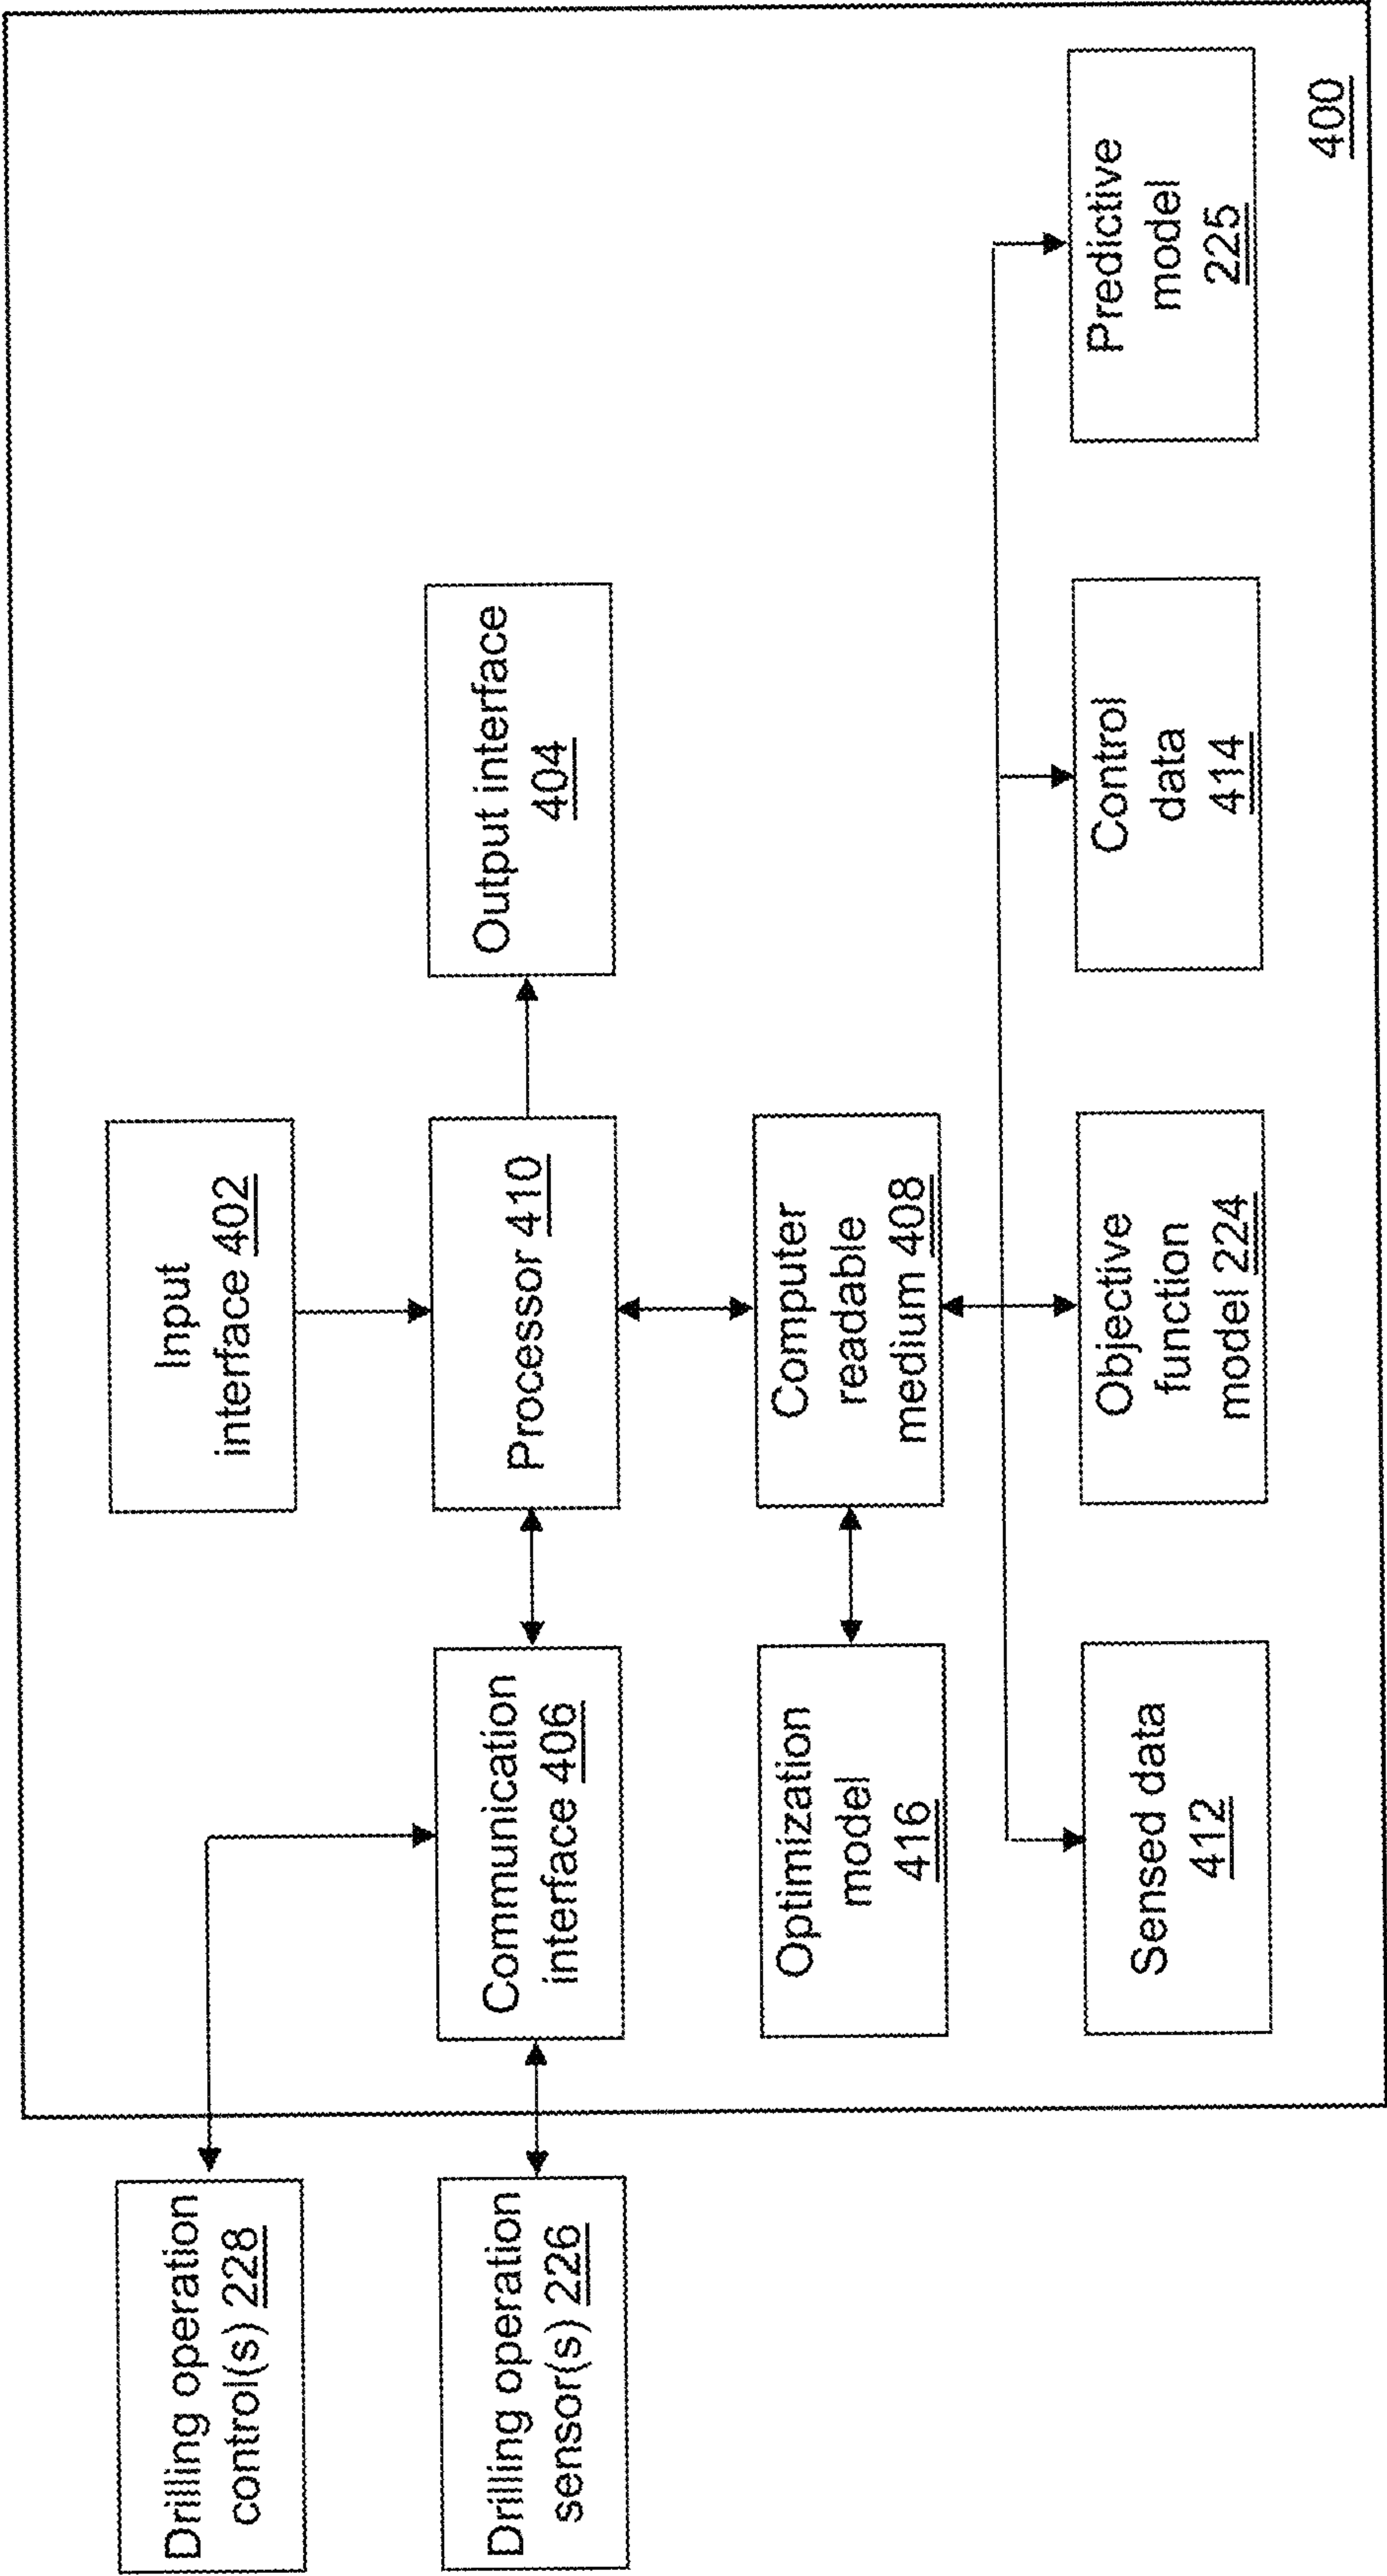 Drilling operation
control(s) 228
Drilling operation
sensor(s) 226
Input
interface 402
Communication
interface 406
Processor 410
Output interface
404
Optimization
model
416
Computer
readable
medium 408
Sensed data
412
Objective
function
model 224
Control
data
414
Predictive
model
225
400